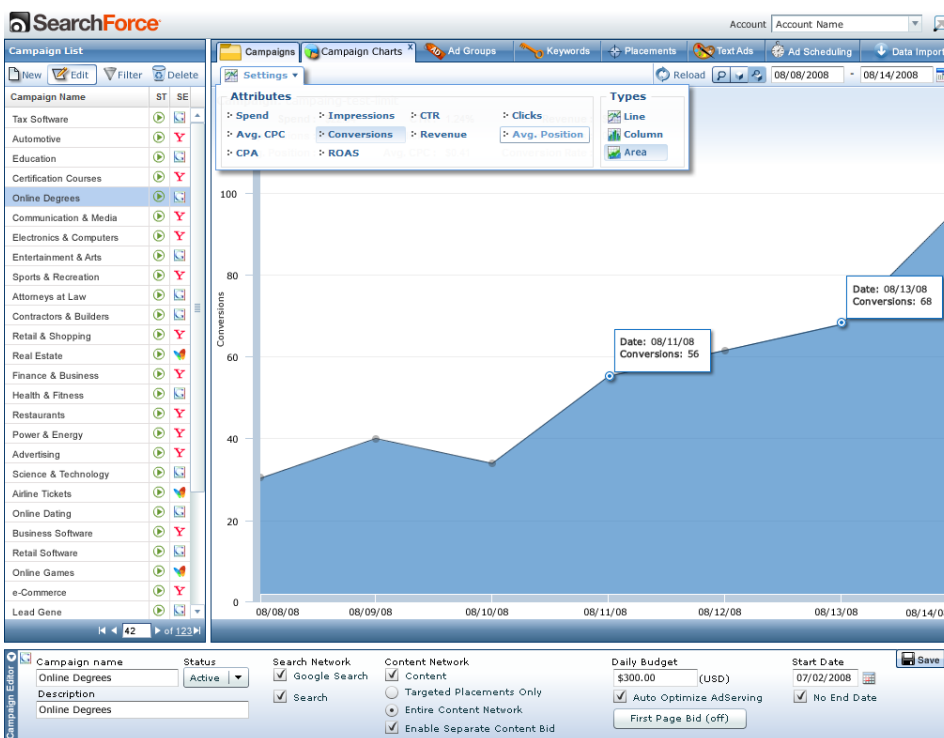 SearchForce
Account Account Name
Campaign List
Campaigns Campaign Charts x Ad Groups Keywords Placements Text Ads Ad Scheduling Data Import
New Edit Filter Delete
Settings Reload 08/08/2008 - 08/14/2008
Campaign Name ST SE
Attributes Types
Spend Impressions CTR Clicks Line
Avg. CPC Conversions Revenue Avg. Position Column
CPA ROAS Area
Tax Software
Automotive
Education
Certification Courses
Online Degrees
Communication & Media
Electronics & Computers
Entertainment & Arts
Sports & Recreation
Attorneys at Law
Contractors & Builders
Retail & Shopping
Real Estate
Finance & Business
Health & Fitness
Restaurants
Power & Energy
Advertising
Science & Technology
Airline Tickets
Online Dating
Business Software
Retail Software
Online Games
e-Commerce
Lead Gene
42 of 123
100
80
60
40
20
0
Conversions
Date: 08/11/08
Conversions: 56
Date: 08/13/08
Conversions: 68
08/08/08 08/09/08 08/10/08 08/11/08 08/12/08 08/13/08 08/14/0
Campaign Editor
Save
Campaign name Status Search Network Content Network Daily Budget Start Date
Online Degrees Active Google Search Content $300.00 (USD) 07/02/2008
Description Search Targeted Placements Only Auto Optimize AdServing No End Date
Online Degrees Entire Content Network First Page Bid (off)
Enable Separate Content Bid